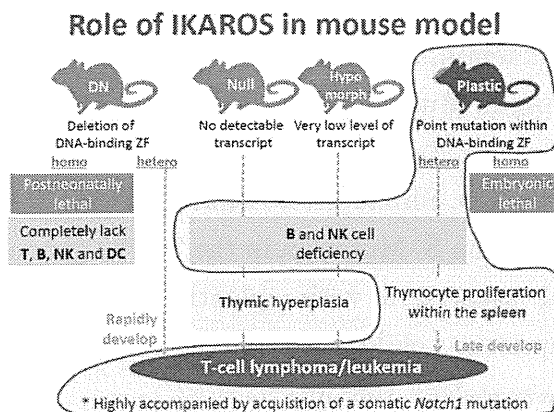 Role of IKAROS in mouse model
DN
Null
Hypo
morph
Plastic
Deletion of
DNA-binding ZF
No detectable
transcript
Very low level of
transcript
Point mutation within
DNA-binding ZF
homo
hetero
hetero
homo
Postneonatally
lethal
Embryonic
lethal
Completely lack
T, B, NK and DC
B and NK cell
deficiency
Thymic hyperplasia
Thymocyte proliferation
within the spleen
Rapidly
develop
Late develop
T-cell lymphoma/leukemia
* Highly accompanied by acquisition of a somatic Notch1 mutation